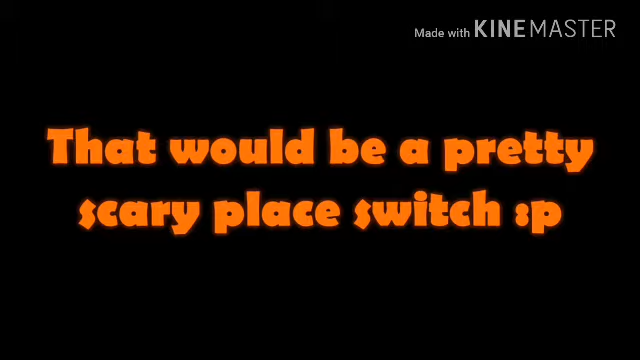 Made with KINEMASTER
That would be a pretty
scary place switch :p